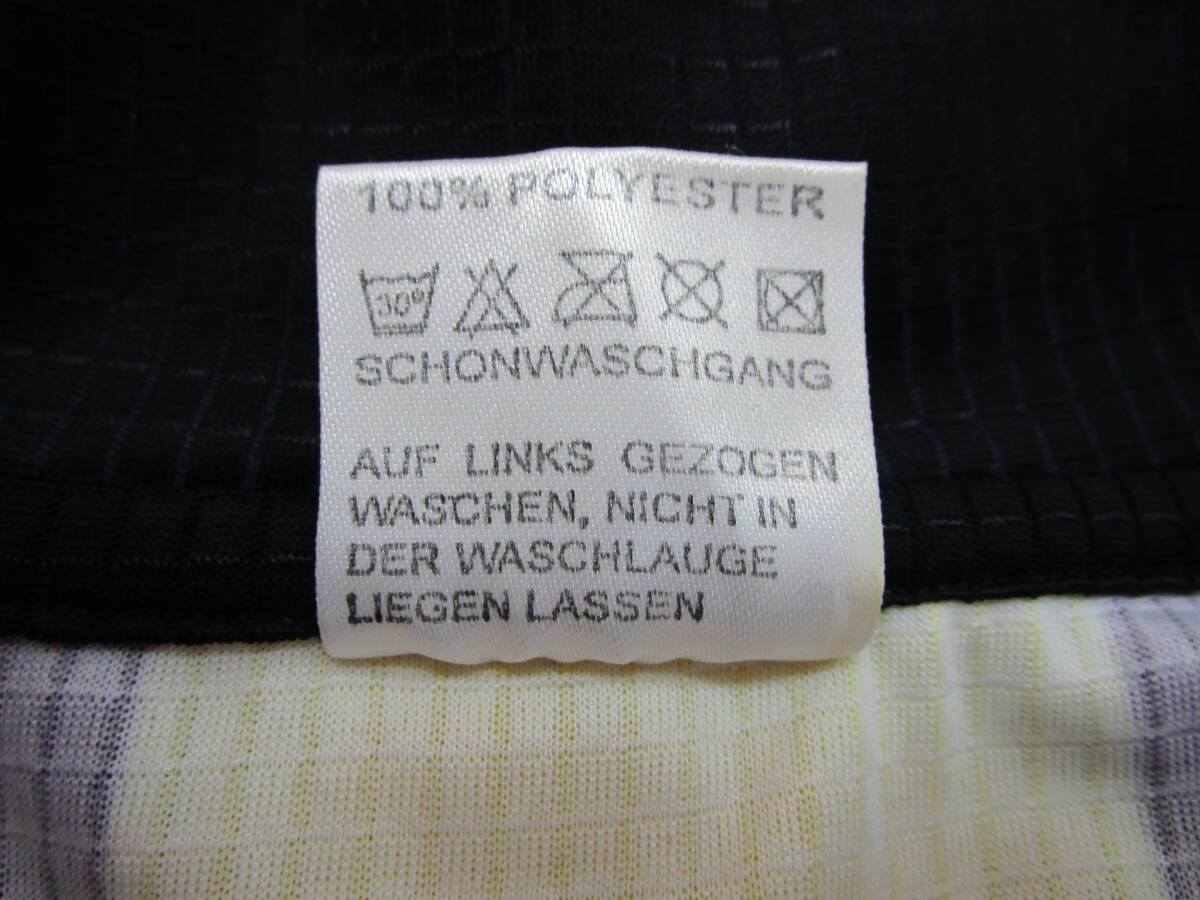 100% POLYESTER
30°
SCHONWASCHGANG
AUF LINKS GEZOGEN
WASCHEN, NICHT IN
DER WASCHLAUGE
LIEGEN LASSEN